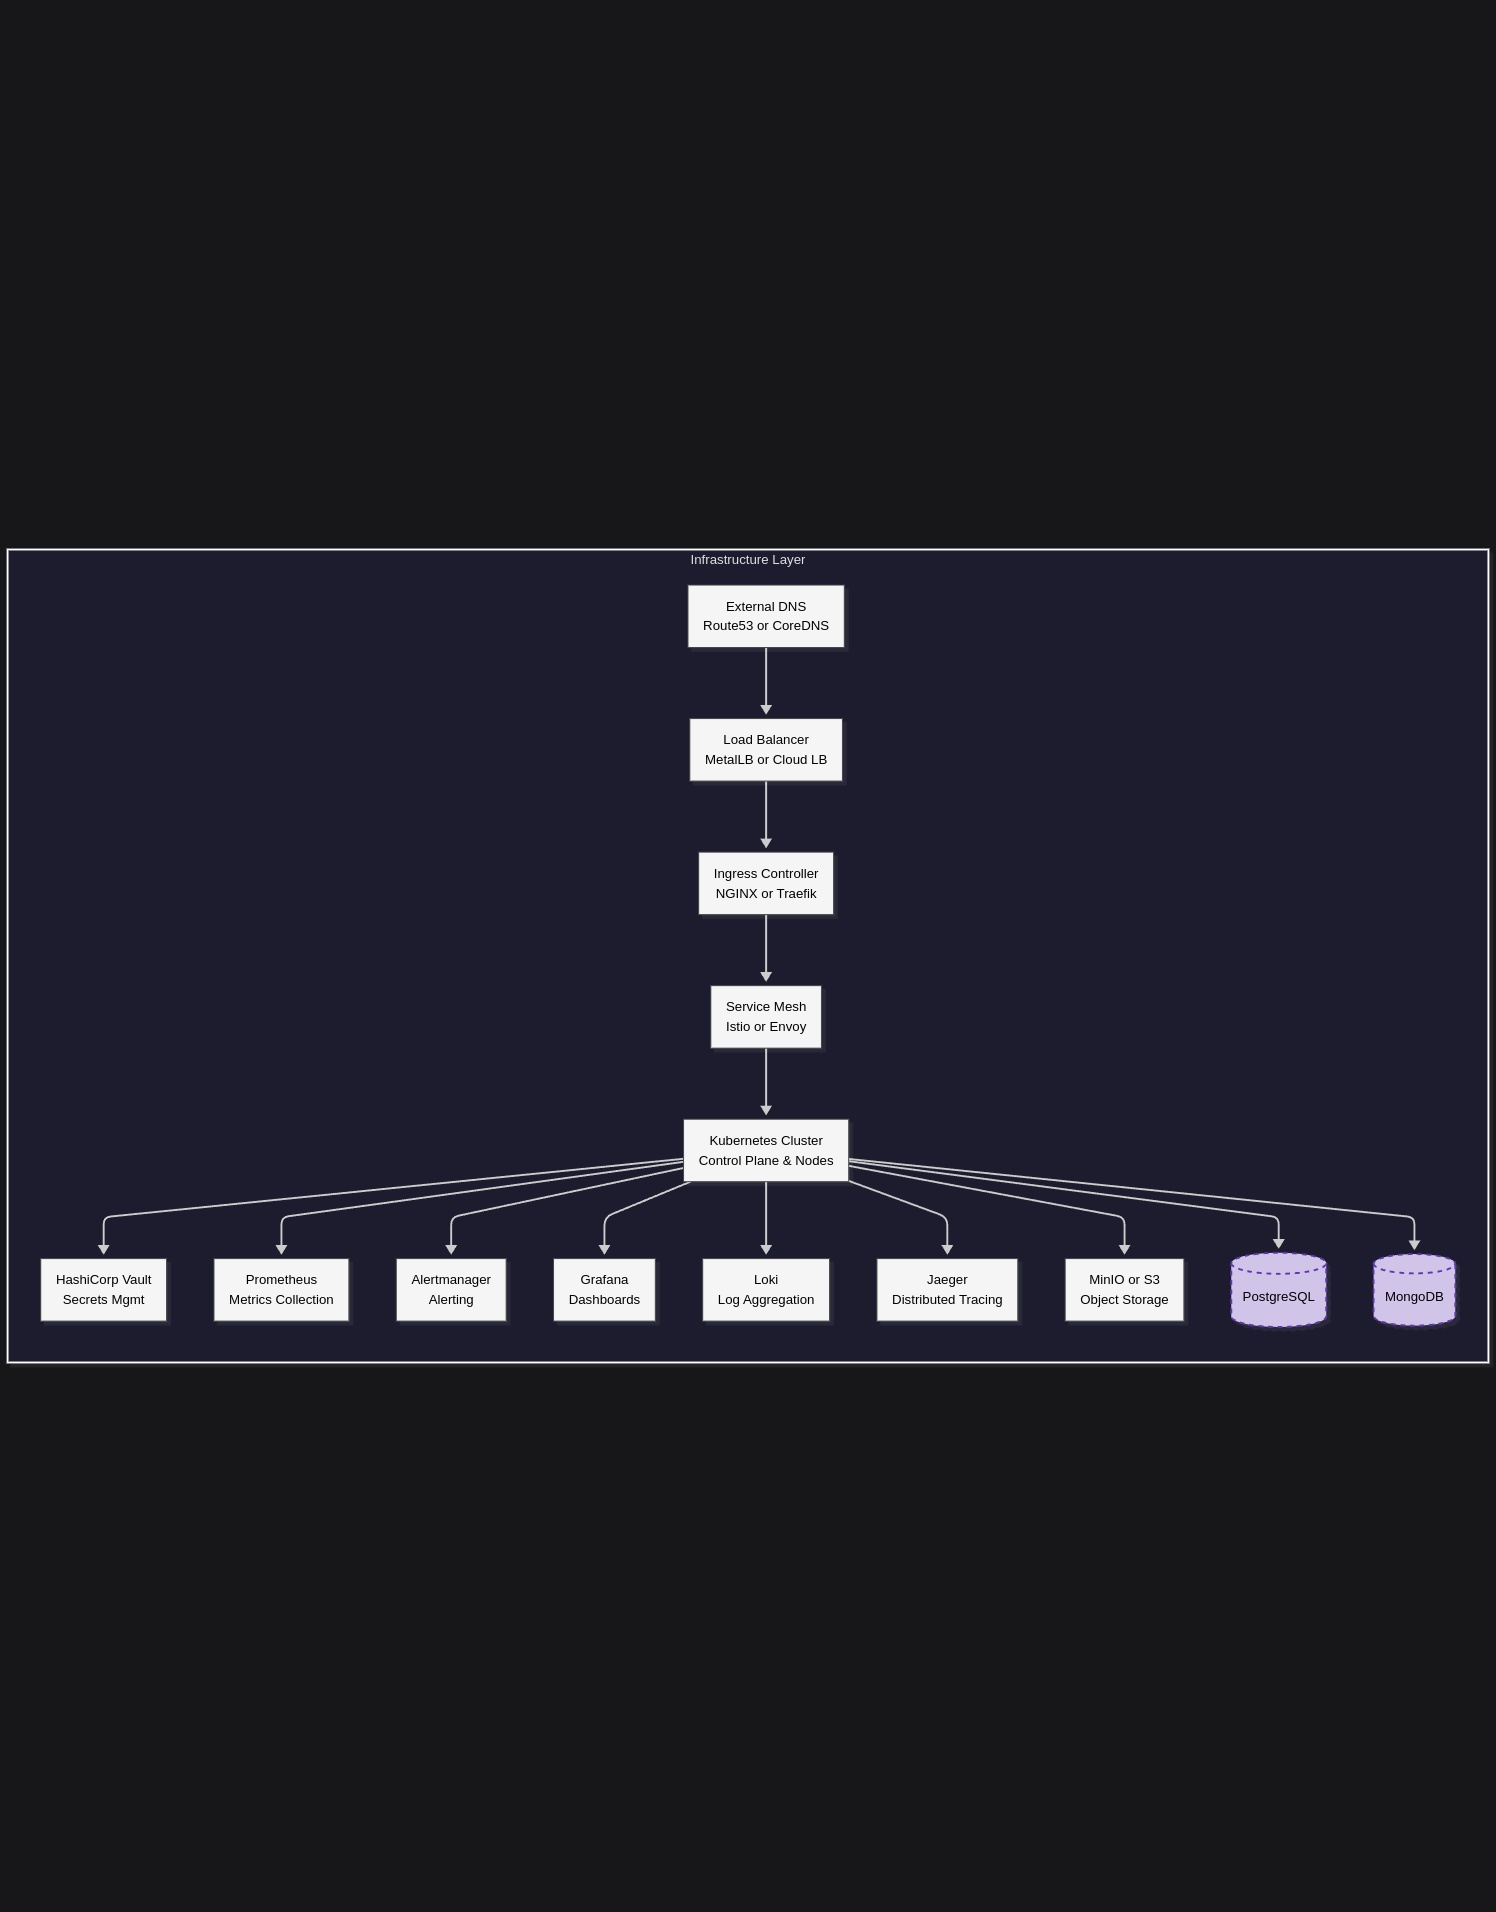 Infrastructure Layer
External DNS
Route53 or CoreDNS
Load Balancer
MetalLB or Cloud LB
Ingress Controller
NGINX or Traefik
Service Mesh
Istio or Envoy
Kubernetes Cluster
Control Plane & Nodes
HashiCorp Vault
Secrets Mgmt
Prometheus
Metrics Collection
Alertmanager
Alerting
Grafana
Dashboards
Loki
Log Aggregation
Jaeger
Distributed Tracing
MinIO or S3
Object Storage
PostgreSQL
MongoDB